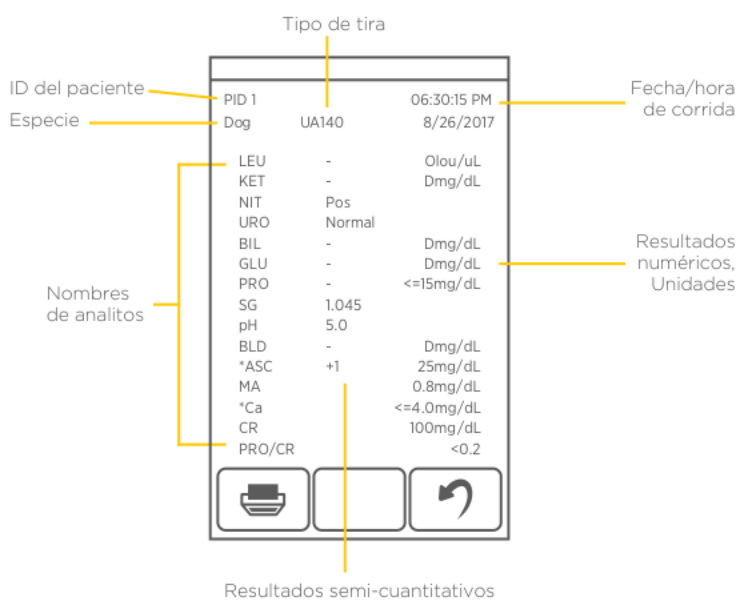 Tipo de tira
ID del paciente
Especie
Fecha/hora
de corrida
PID 1 06:30:15 PM
Dog UA140 8/26/2017
LEU - Olou/uL
KET - Dmg/dL
NIT Pos
URO Normal
BIL - Dmg/dL
GLU - Dmg/dL
PRO - <=15mg/dL
SG 1.045
pH 5.0
BLD - Dmg/dL
*ASC +1 25mg/dL
MA 0.8mg/dL
*Ca <=4.0mg/dL
CR 100mg/dL
PRO/CR <0.2
Nombres
de analitos
Resultados
numéricos,
Unidades
Resultados semi-cuantitativos